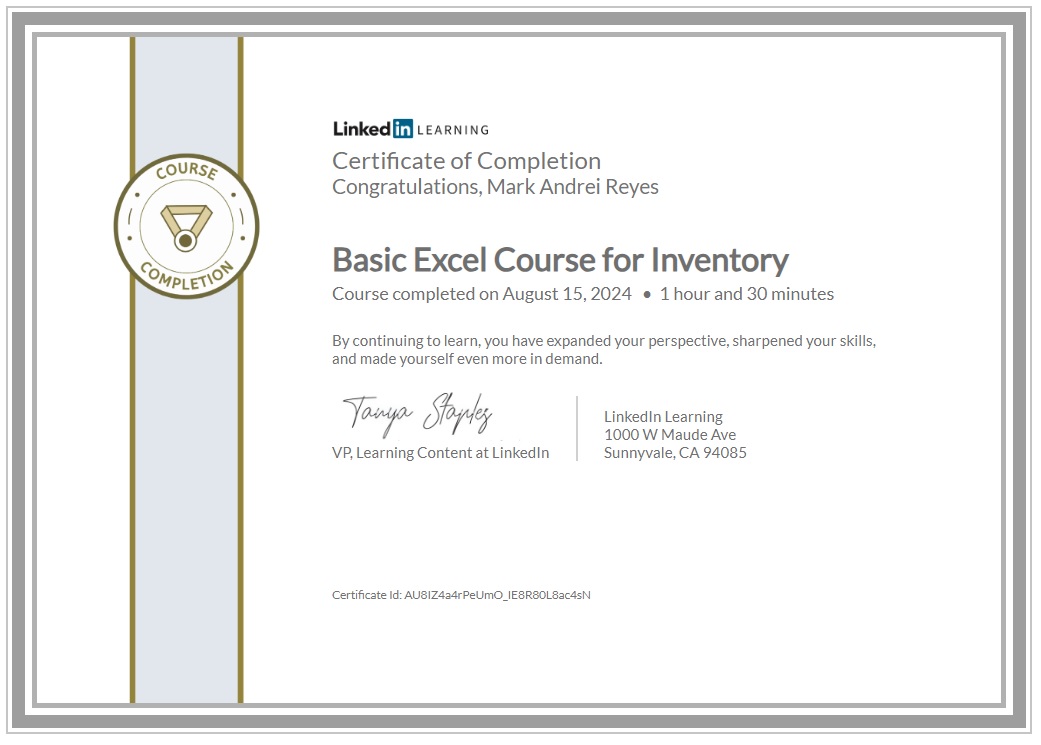 LinkedIn LEARNING
Certificate of Completion
Congratulations, Mark Andrei Reyes
COURSE
COMPLETION
Basic Excel Course for Inventory
Course completed on August 15, 2024 • 1 hour and 30 minutes
By continuing to learn, you have expanded your perspective, sharpened your skills,
and made yourself even more in demand.
Tanya Staples
VP, Learning Content at LinkedIn
LinkedIn Learning
1000 W Maude Ave
Sunnyvale, CA 94085
Certificate Id: AU8IZ4a4rPeUmO_IE8R80L8ac4sN